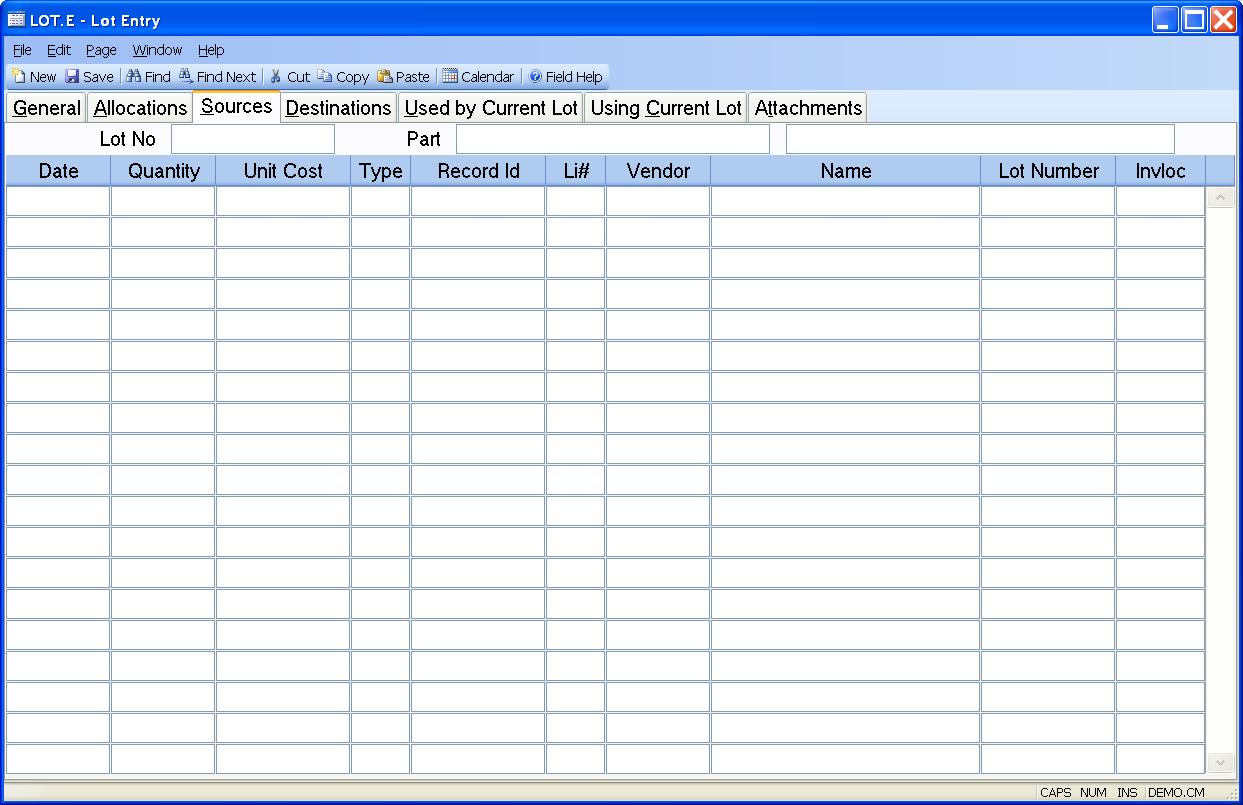 LOT.E - Lot Entry
File Edit Page Window Help
New Save Find Find Next Cut Copy Paste Calendar Field Help
General Allocations Sources Destinations Used by Current Lot Using Current Lot Attachments
Lot No Part
Date Quantity Unit Cost Type Record Id Li# Vendor Name Lot Number Invloc
CAPS NUM INS DEMO.CM